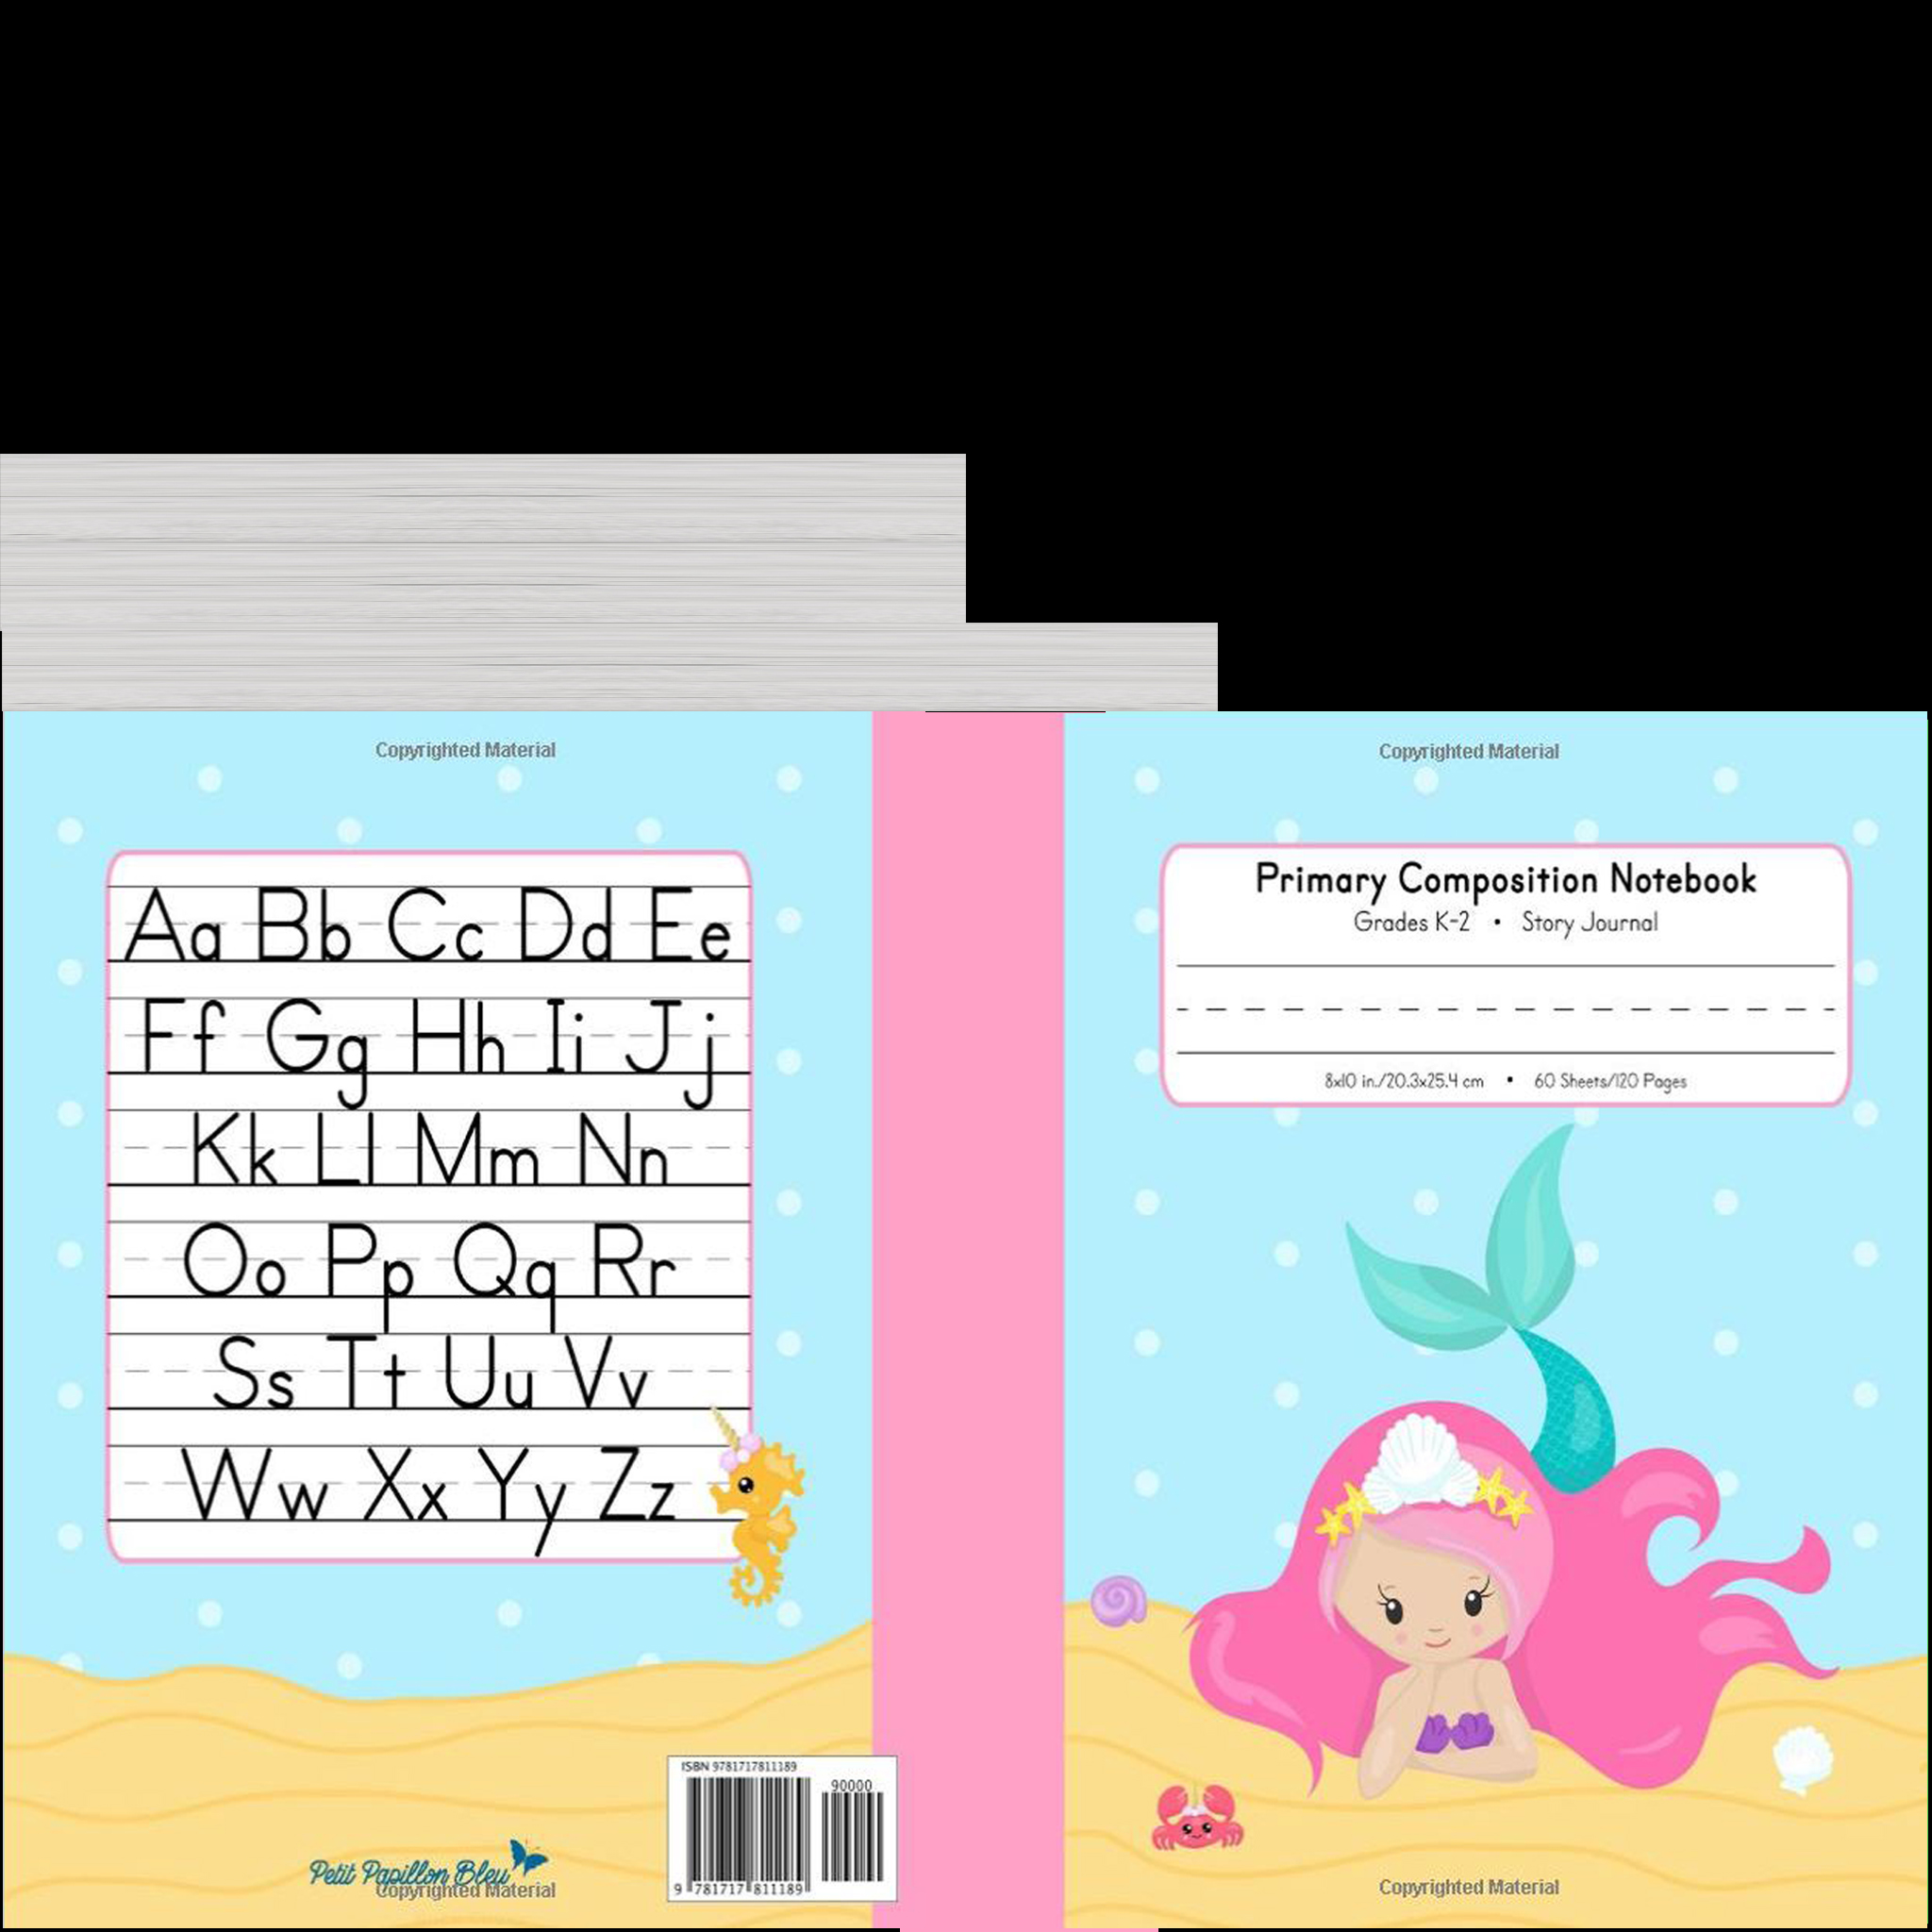 Copyrighted Material
Aa Bb Cc Dd Ee
Ff Gg Hh Ii Jj
Kk Ll Mm Nn
Oo Pp Qq Rr
Ss Tt Uu Vv
Ww Xx Yy Zz
ISBN 9781717811189
90000
9 781717 811189
Petit Papillon Bleu
Copyrighted Material
Copyrighted Material
Primary Composition Notebook
Grades K-2 • Story Journal
8x10 in./20.3x25.4 cm • 60 Sheets/120 Pages
Copyrighted Material